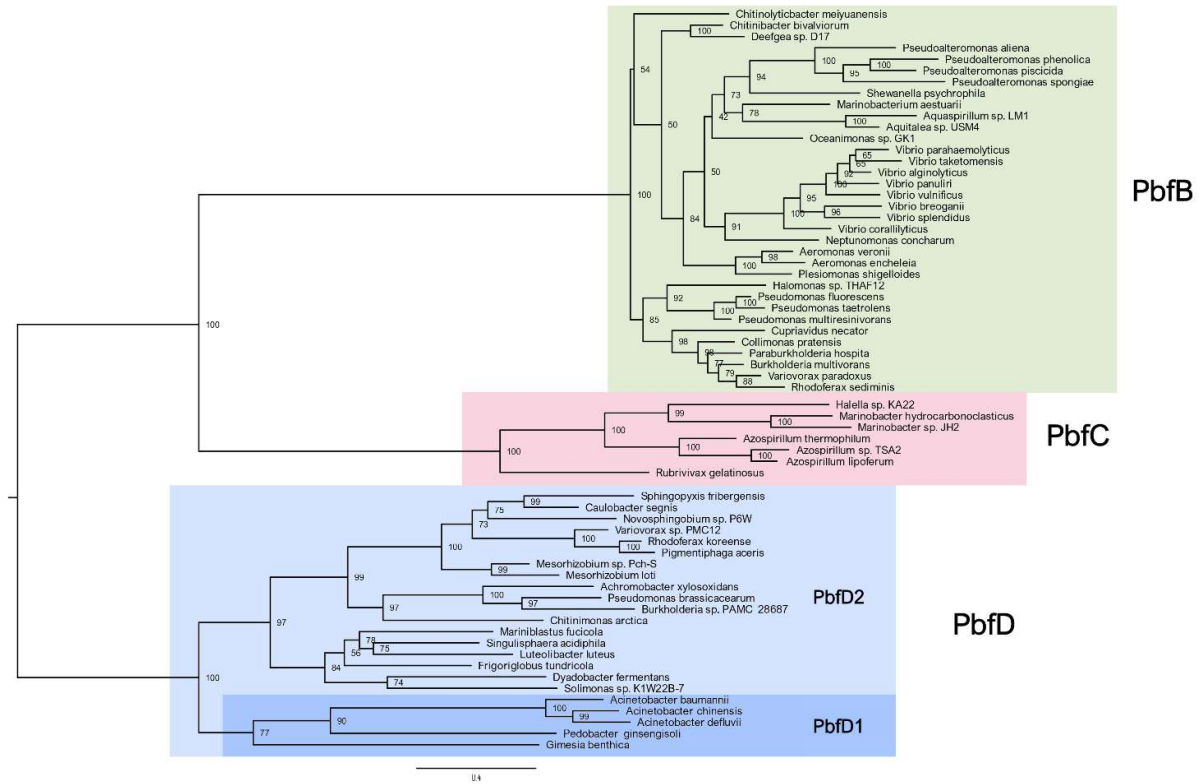 Chitinolyticbacter meiyuanensis
Chitinibacter bivalviorum
100
Deefgea sp. D17
Pseudoalteromonas aliena
Pseudoalteromonas phenolica
100
100
54
Pseudoalteromonas piscicida
94
95
Pseudoalteromonas spongiae
73
Shewanella psychrophila
Marinobacterium aestuarii
42
78
Aquaspirillum sp. LM1
50
100
Aquitalea sp. USM4
Oceanimonas sp. GK1
Vibrio parahaemolyticus
65
Vibrio taketomensis
65
50
92
Vibrio alginolyticus
100
Vibrio panuliri
PbfB
100
95
Vibrio vulnificus
Vibrio breoganii
100
96
84
Vibrio splendidus
91
Vibrio corallilyticus
Neptunomonas concharum
Aeromonas veronii
98
Aeromonas encheleia
100
Plesiomonas shigelloides
Halomonas sp. THAF12
92
Pseudomonas fluorescens
100
Pseudomonas taetrolens
100
85
Pseudomonas multiresinivorans
100
Cupriavidus necator
98
Collimonas pratensis
98
Paraburkholderia hospita
77
Burkholderia multivorans
79
Variovorax paradoxus
88
Rhodoferax sediminis
Halella sp. KA22
99
Marinobacter hydrocarbonoclasticus
100
Marinobacter sp. JH2
100
PbfC
Azospirillum thermophilum
100
100
Azospirillum sp. TSA2
100
Azospirillum lipoferum
Rubrivivax gelatinosus
Sphingopyxis fribergensis
99
75
Caulobacter segnis
73
Novosphingobium sp. P6W
Variovorax sp. PMC12
100
100
Rhodoferax koreense
100
Pigmentiphaga aceris
Mesorhizobium sp. Pch-S
99
99
Mesorhizobium loti
Achromobacter xylosoxidans
100
Pseudomonas brassicacearum
PbfD2
97
97
Burkholderia sp. PAMC 28687
Chitinimonas arctica
97
PbfD
Mariniblastus fucicola
78
Singulisphaera acidiphila
75
56
Luteolibacter luteus
84
Frigoriglobus tundricola
100
Dyadobacter fermentans
74
Solimonas sp. K1W22B-7
Acinetobacter baumannii
100
Acinetobacter chinensis
99
90
Acinetobacter defluvii
PbfD1
77
Pedobacter ginsengisoli
Gimesia benthica
0.4